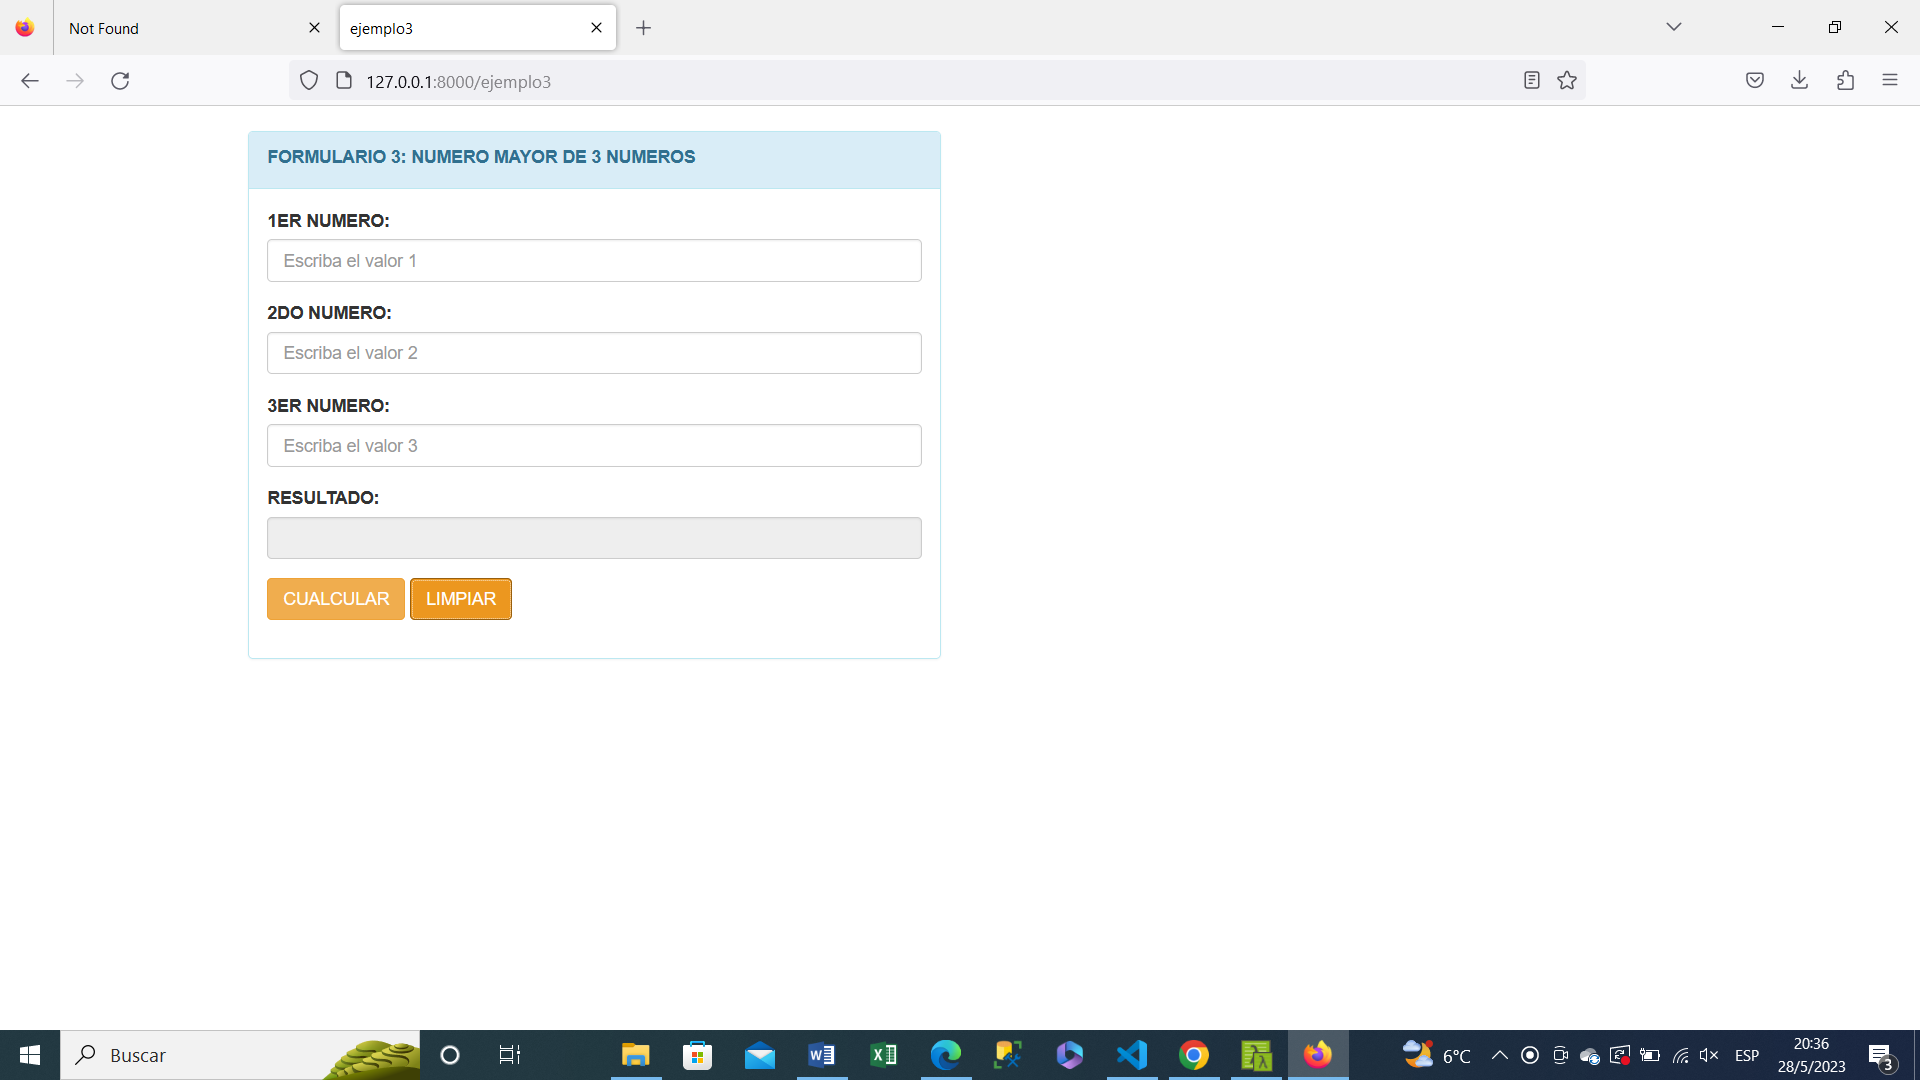 Not Found
ejemplo3
127.0.0.1:8000/ejemplo3
FORMULARIO 3: NUMERO MAYOR DE 3 NUMEROS
1ER NUMERO:
Escriba el valor 1
2DO NUMERO:
Escriba el valor 2
3ER NUMERO:
Escriba el valor 3
RESULTADO:
CUALCULAR LIMPIAR
Buscar
6°C
ESP
20:36
28/5/2023
3